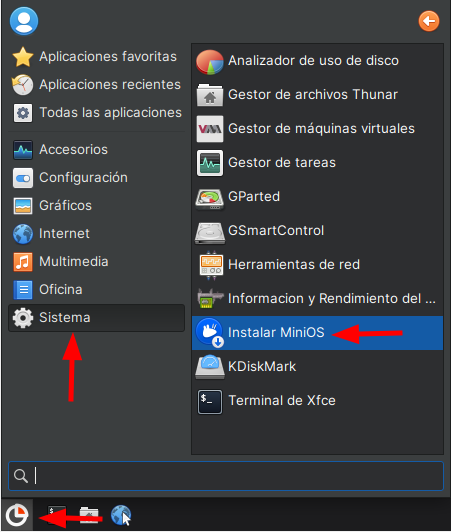 Aplicaciones favoritas
Aplicaciones recientes
Todas las aplicaciones
Accesorios
Configuración
Gráficos
Internet
Multimedia
Oficina
Sistema
Analizador de uso de disco
Gestor de archivos Thunar
Gestor de máquinas virtuales
Gestor de tareas
GParted
GSmartControl
Herramientas de red
Informacion y Rendimiento del ...
Instalar MiniOS
KDiskMark
Terminal de Xfce